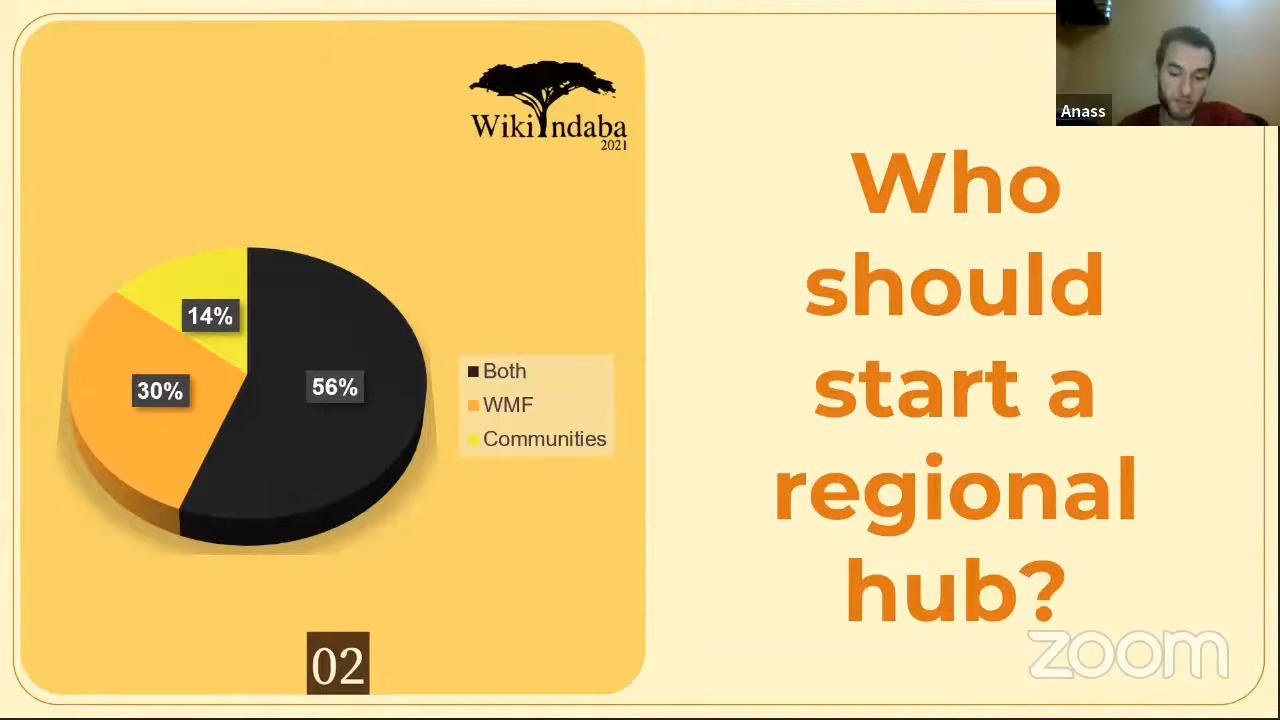 WikiIndaba
2021
14%
30%
56%
Both
WMF
Communities
02
Anass
Who
should
start a
regional
hub?
zoom